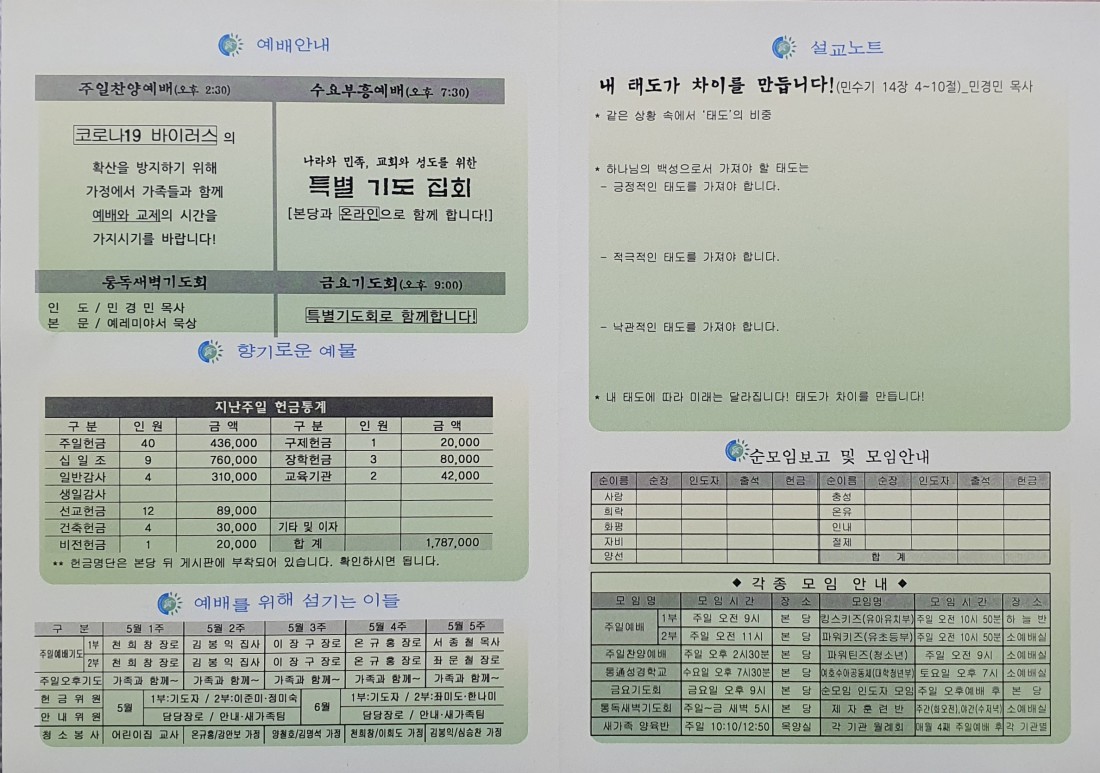 예배안내
주일찬양예배(오후 2:30) 수요부흥예배(오후 7:30)
코로나19 바이러스 의
확산을 방지하기 위해
가정에서 가족들과 함께
예배와 교제의 시간을
가지시기를 바랍니다!
나라와 민족, 교회와 성도를 위한
특별 기도 집회
[본당과 온라인으로 함께 합니다!]
통독새벽기도회 금요기도회(오후 9:00)
인 도 / 민 경 민 목사
본 문 / 예레미야서 묵상
특별기도회로 함께합니다!
향기로운 예물
지난주일 헌금통계
구 분 인 원 금 액 구 분 인 원 금 액
주일헌금 40 436,000 구제헌금 1 20,000
십 일 조 9 760,000 장학헌금 3 80,000
일반감사 4 310,000 교육기관 2 42,000
생일감사
선교헌금 12 89,000
건축헌금 4 30,000 기타 및 이자
비전헌금 1 20,000 합 계 1,787,000
** 헌금명단은 본당 뒤 게시판에 부착되어 있습니다. 확인하시면 됩니다.
예배를 위해 섬기는 이들
구 분 5월 1주 5월 2주 5월 3주 5월 4주 5월 5주
주일예배기도 1부 천 희 창 장로 김 봉 익 집사 이 장 구 장로 온 규 홍 장로 서 종 철 목사
2부 천 희 창 장로 김 봉 익 집사 이 장 구 장로 온 규 홍 장로 좌 문 철 장로
주일오후기도 가족과 함께~ 가족과 함께~ 가족과 함께~ 가족과 함께~ 가족과 함께~
헌 금 위 원 5월 1부:기도자 / 2부:이준미·정미숙 6월 1부:기도자 / 2부:좌미도·한나미
안 내 위 원 담당장로 / 안내·새가족팀 담당장로 / 안내·새가족팀
청 소 봉 사 어린이집 교사 온규홍/김안보 가정 양철호/김명석 가정 천희창/이회도 가정 김봉익/심승찬 가정
설교노트
내 태도가 차이를 만듭니다!(민수기 14장 4~10절)_민경민 목사
* 같은 상황 속에서 '태도'의 비중
* 하나님의 백성으로서 가져야 할 태도는
- 긍정적인 태도를 가져야 합니다.
- 적극적인 태도를 가져야 합니다.
- 낙관적인 태도를 가져야 합니다.
* 내 태도에 따라 미래는 달라집니다! 태도가 차이를 만듭니다!
순모임보고 및 모임안내
순이름 순장 인도자 출석 헌금 순이름 순장 인도자 출석 헌금
사랑 충성
희락 온유
화평 인내
자비 절제
양선 합 계
◆ 각 종 모 임 안 내 ◆
모 임 명 모 임 시 간 장 소 모임명 모 임 시 간 장 소
주일예배 1부 주일 오전 9시 본 당 킹스키즈(유아유치부) 주일 오전 10시 50분 하 늘 반
2부 주일 오전 11시 본 당 파워키즈(유초등부) 주일 오전 10시 50분 소예배실
주일찬양예배 주일 오후 2시30분 본 당 파워틴즈(청소년) 주일 오전 9시 소예배실
통通성경학교 수요일 오후 7시30분 본 당 여호수아공동체(대학청년부) 토요일 오후 7시 소예배실
금요기도회 금요일 오후 9시 본 당 순모임 인도자 모임 주일 오후예배 후 본 당
통독새벽기도회 주일~금 새벽 5시 본 당 제 자 훈 련 반 주간(화오전),야간(수저녁) 소예배실
새가족 양육반 주일 10:10/12:50 목양실 각 기관 월례회 매월 4째 주일예배 후 각 기관별